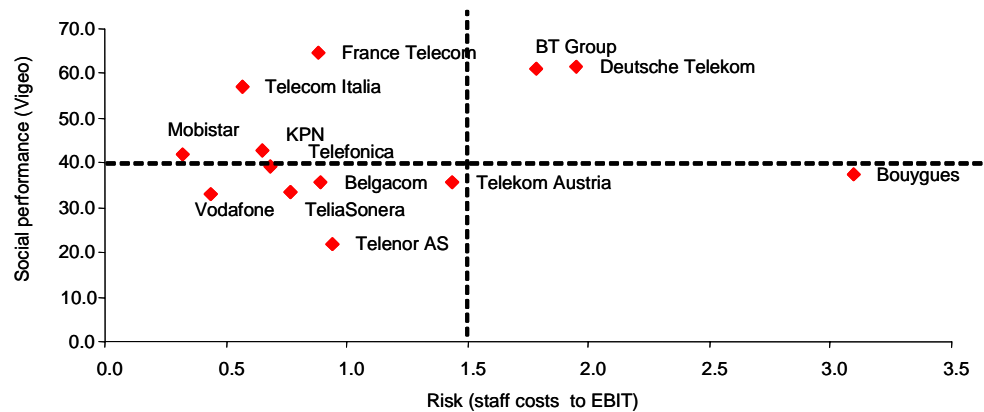 70.0
60.0
50.0
40.0
30.0
20.0
10.0
0.0
Social performance (Vigeo)
France Telecom
BT Group
Deutsche Telekom
Telecom Italia
Mobistar
KPN
Telefonica
Belgacom
Telekom Austria
Bouygues
Vodafone
TeliaSonera
Telenor AS
0.0 0.5 1.0 1.5 2.0 2.5 3.0 3.5
Risk (staff costs to EBIT)